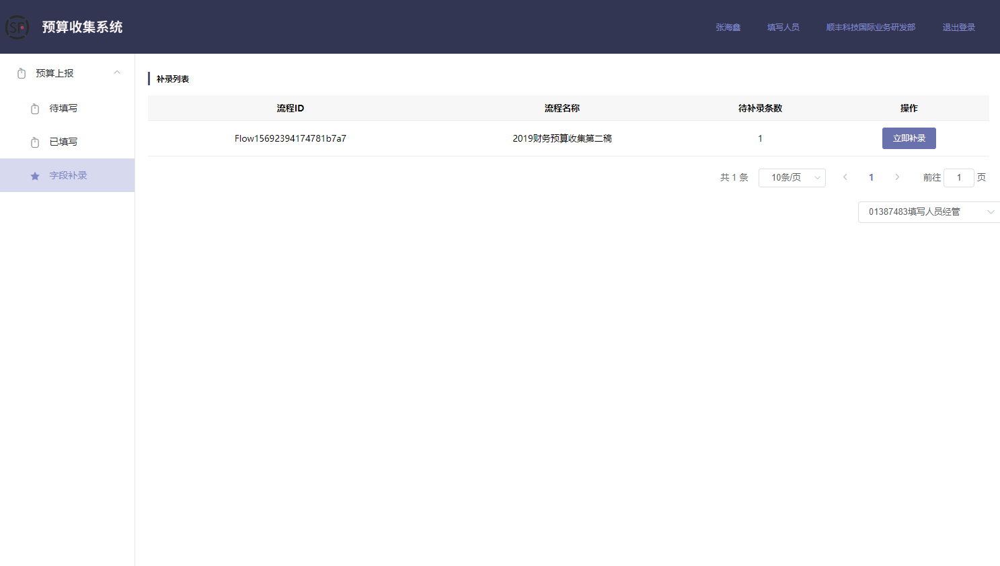 SF 预算收集系统 张海鑫 填写人员 顺丰科技国际业务研发部 退出登录
预算上报
待填写
已填写
字段补录
补录列表
流程ID 流程名称 待补录条数 操作
Flow15692394174781b7a7 2019财务预算收集第二稿 1 立即补录
共 1 条 10条/页 1 前往 1 页
01387483填写人员经管